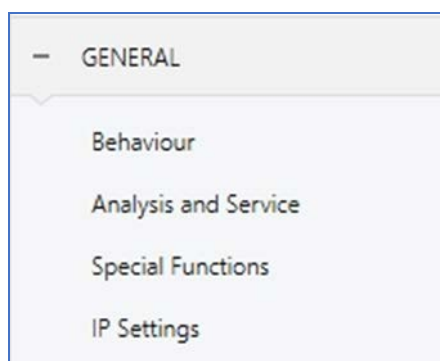 GENERAL
Behaviour
Analysis and Service
Special Functions
IP Settings